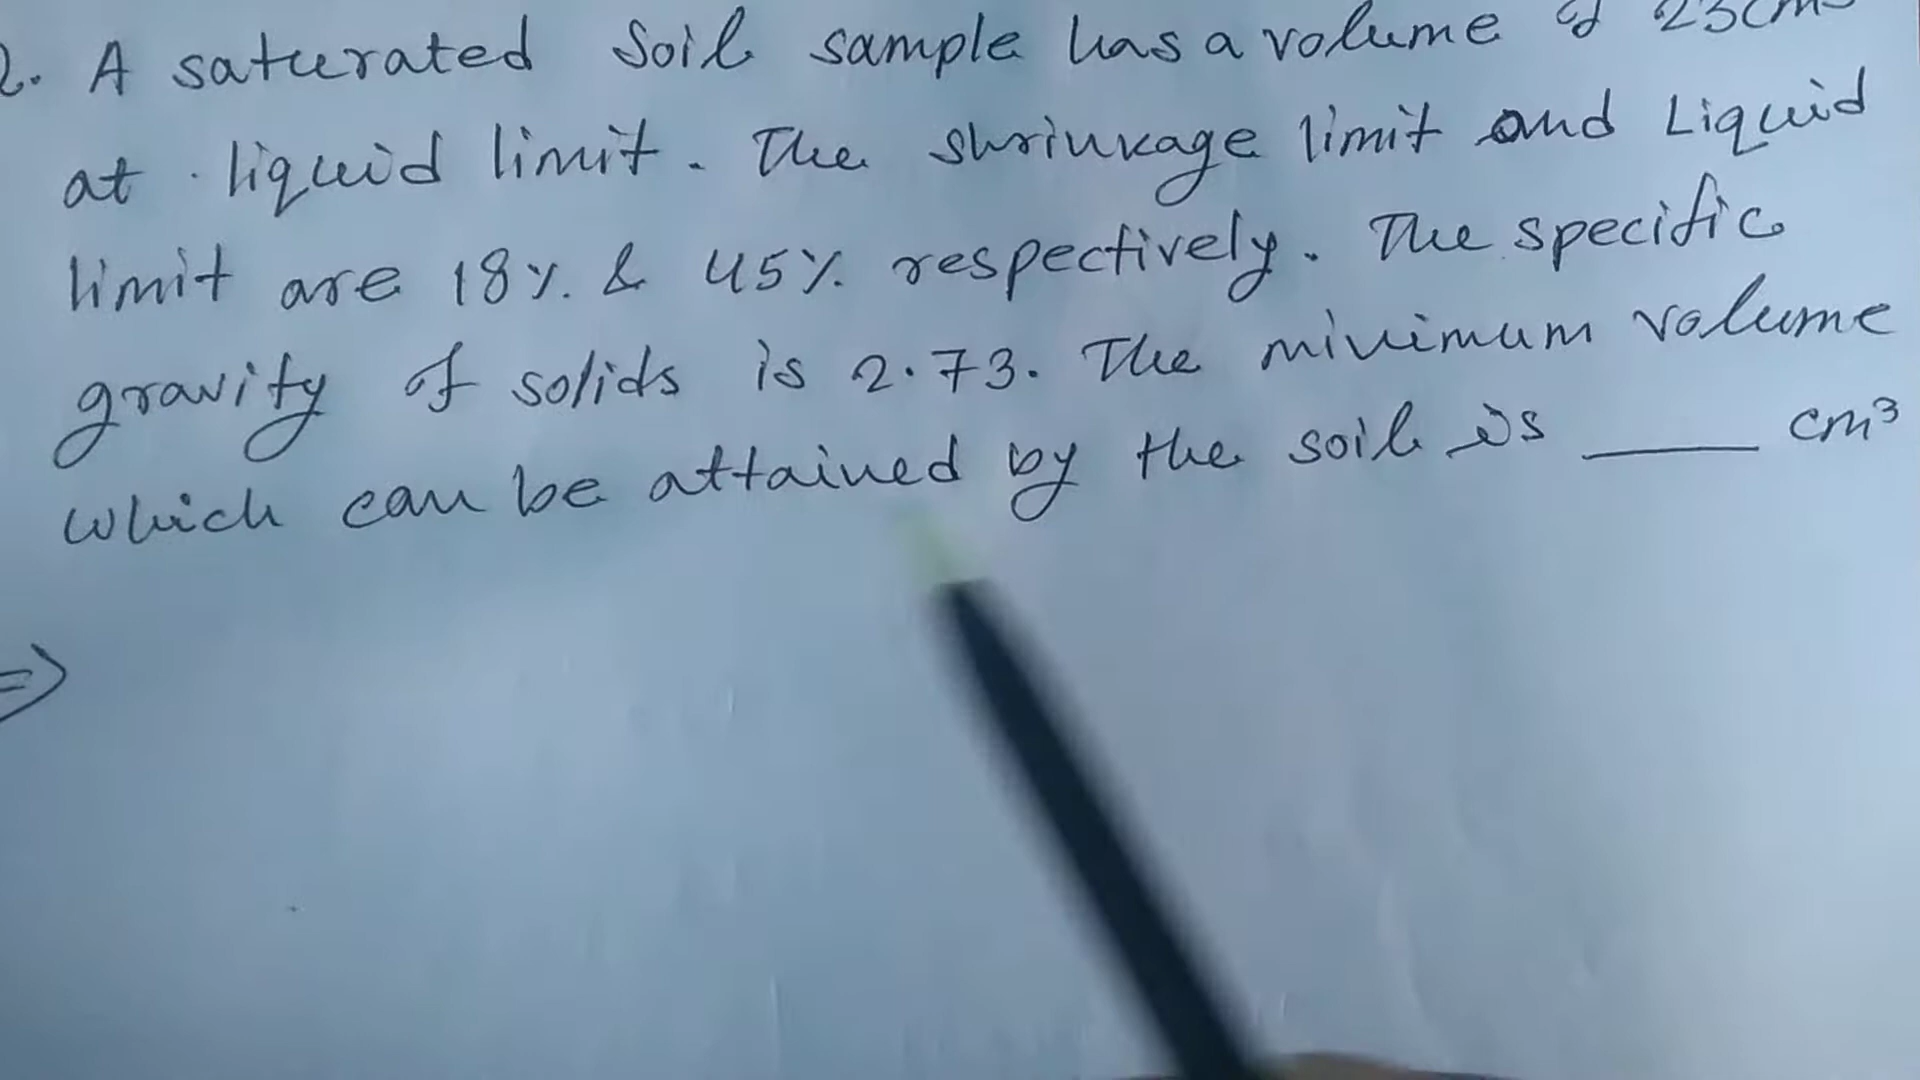 2. A saturated soil sample has a volume of 23cm³
at liquid limit. The shrinkage limit and Liquid
limit are 18% & 45% respectively. The specific
gravity of solids is 2.73. The minimum volume
which can be attained by the soil is ____ cm³
⇒